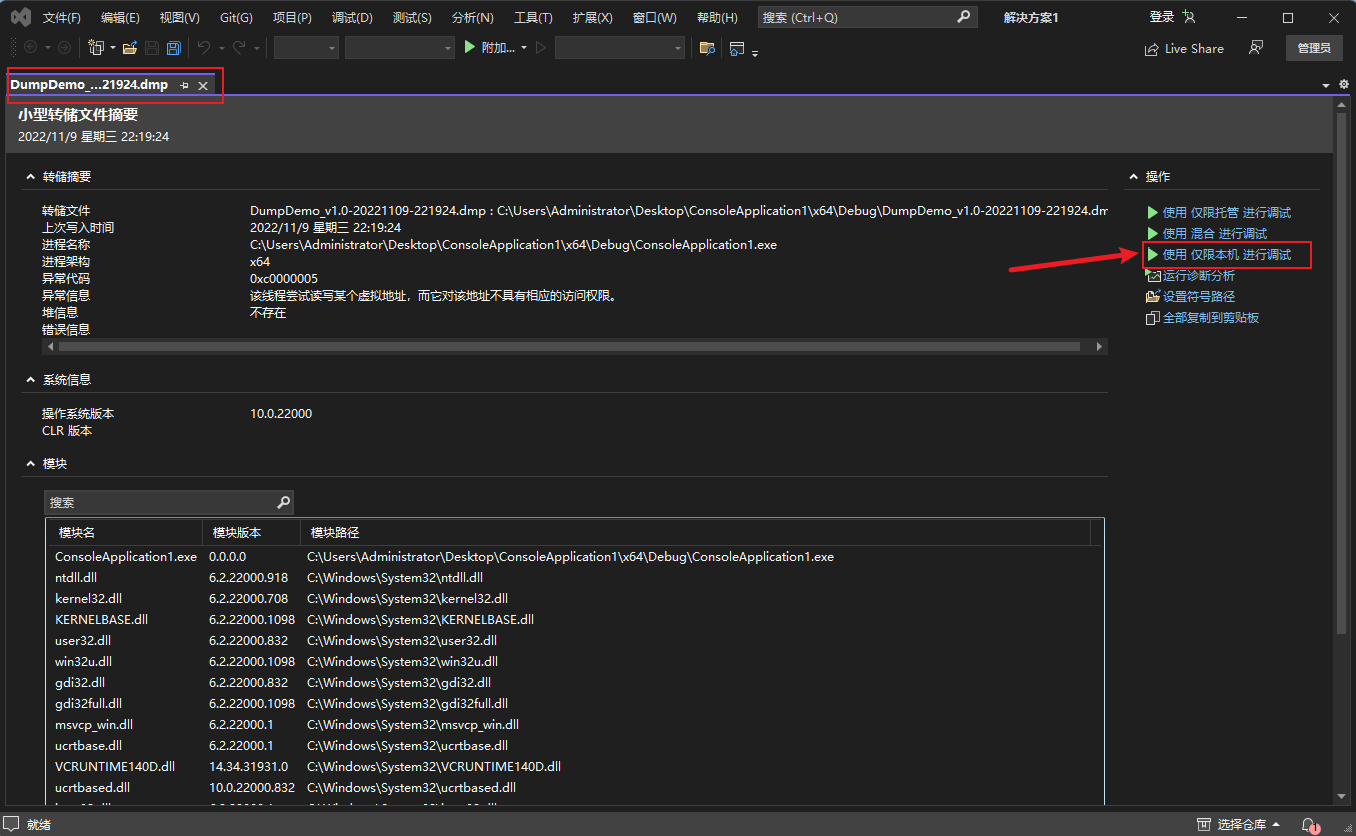 文件(F) 编辑(E) 视图(V) Git(G) 项目(P) 调试(D) 测试(S) 分析(N) 工具(T) 扩展(X) 窗口(W) 帮助(H) 搜索 (Ctrl+Q) 解决方案1 登录
附加... Live Share 管理员
DumpDemo_...21924.dmp
小型转储文件摘要
2022/11/9 星期三 22:19:24
转储摘要
转储文件 DumpDemo_v1.0-20221109-221924.dmp : C:\Users\Administrator\Desktop\ConsoleApplication1\x64\Debug\DumpDemo_v1.0-20221109-221924.dm
上次写入时间 2022/11/9 星期三 22:19:24
进程名称 C:\Users\Administrator\Desktop\ConsoleApplication1\x64\Debug\ConsoleApplication1.exe
进程架构 x64
异常代码 0xc0000005
异常信息 该线程尝试读写某个虚拟地址，而它对该地址不具有相应的访问权限。
堆信息 不存在
错误信息
操作
使用 仅限托管 进行调试
使用 混合 进行调试
使用 仅限本机 进行调试
运行诊断分析
设置符号路径
全部复制到剪贴板
系统信息
操作系统版本 10.0.22000
CLR 版本
模块
搜索
模块名 模块版本 模块路径
ConsoleApplication1.exe 0.0.0.0 C:\Users\Administrator\Desktop\ConsoleApplication1\x64\Debug\ConsoleApplication1.exe
ntdll.dll 6.2.22000.918 C:\Windows\System32\ntdll.dll
kernel32.dll 6.2.22000.708 C:\Windows\System32\kernel32.dll
KERNELBASE.dll 6.2.22000.1098 C:\Windows\System32\KERNELBASE.dll
user32.dll 6.2.22000.832 C:\Windows\System32\user32.dll
win32u.dll 6.2.22000.1098 C:\Windows\System32\win32u.dll
gdi32.dll 6.2.22000.832 C:\Windows\System32\gdi32.dll
gdi32full.dll 6.2.22000.1098 C:\Windows\System32\gdi32full.dll
msvcp_win.dll 6.2.22000.1 C:\Windows\System32\msvcp_win.dll
ucrtbase.dll 6.2.22000.1 C:\Windows\System32\ucrtbase.dll
VCRUNTIME140D.dll 14.34.31931.0 C:\Windows\System32\VCRUNTIME140D.dll
ucrtbased.dll 10.0.22000.832 C:\Windows\System32\ucrtbased.dll
就绪 选择仓库 1